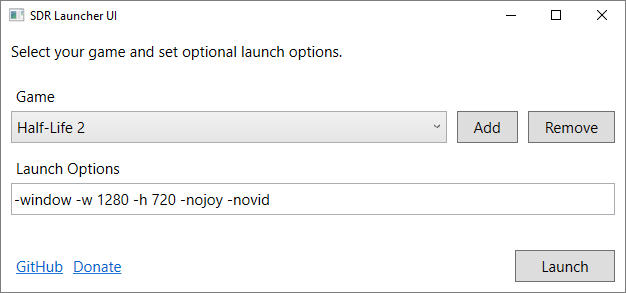 SDR Launcher UI
Select your game and set optional launch options.
Game
Half-Life 2 Add Remove
Launch Options
-window -w 1280 -h 720 -nojoy -novid
GitHub Donate Launch